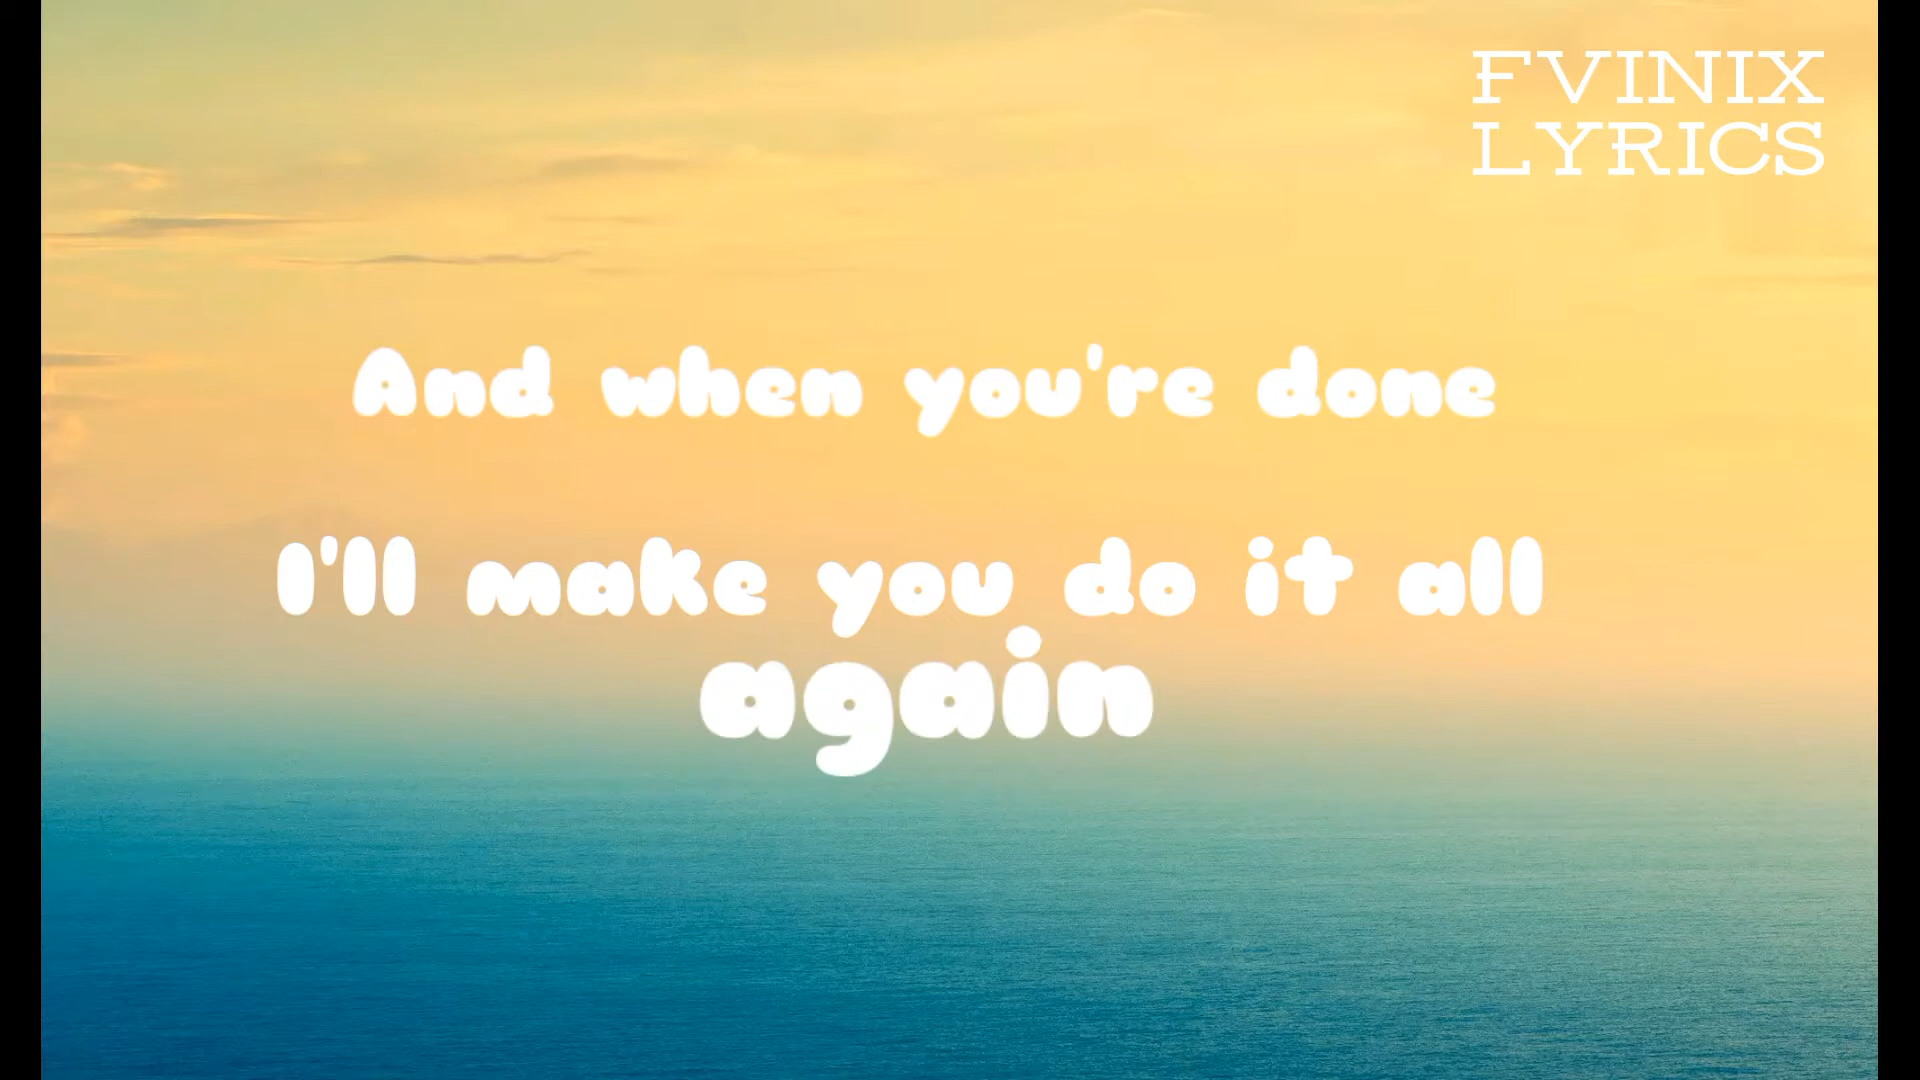 FVINIX
LYRICS
And when you're done
I'll make you do it all
again